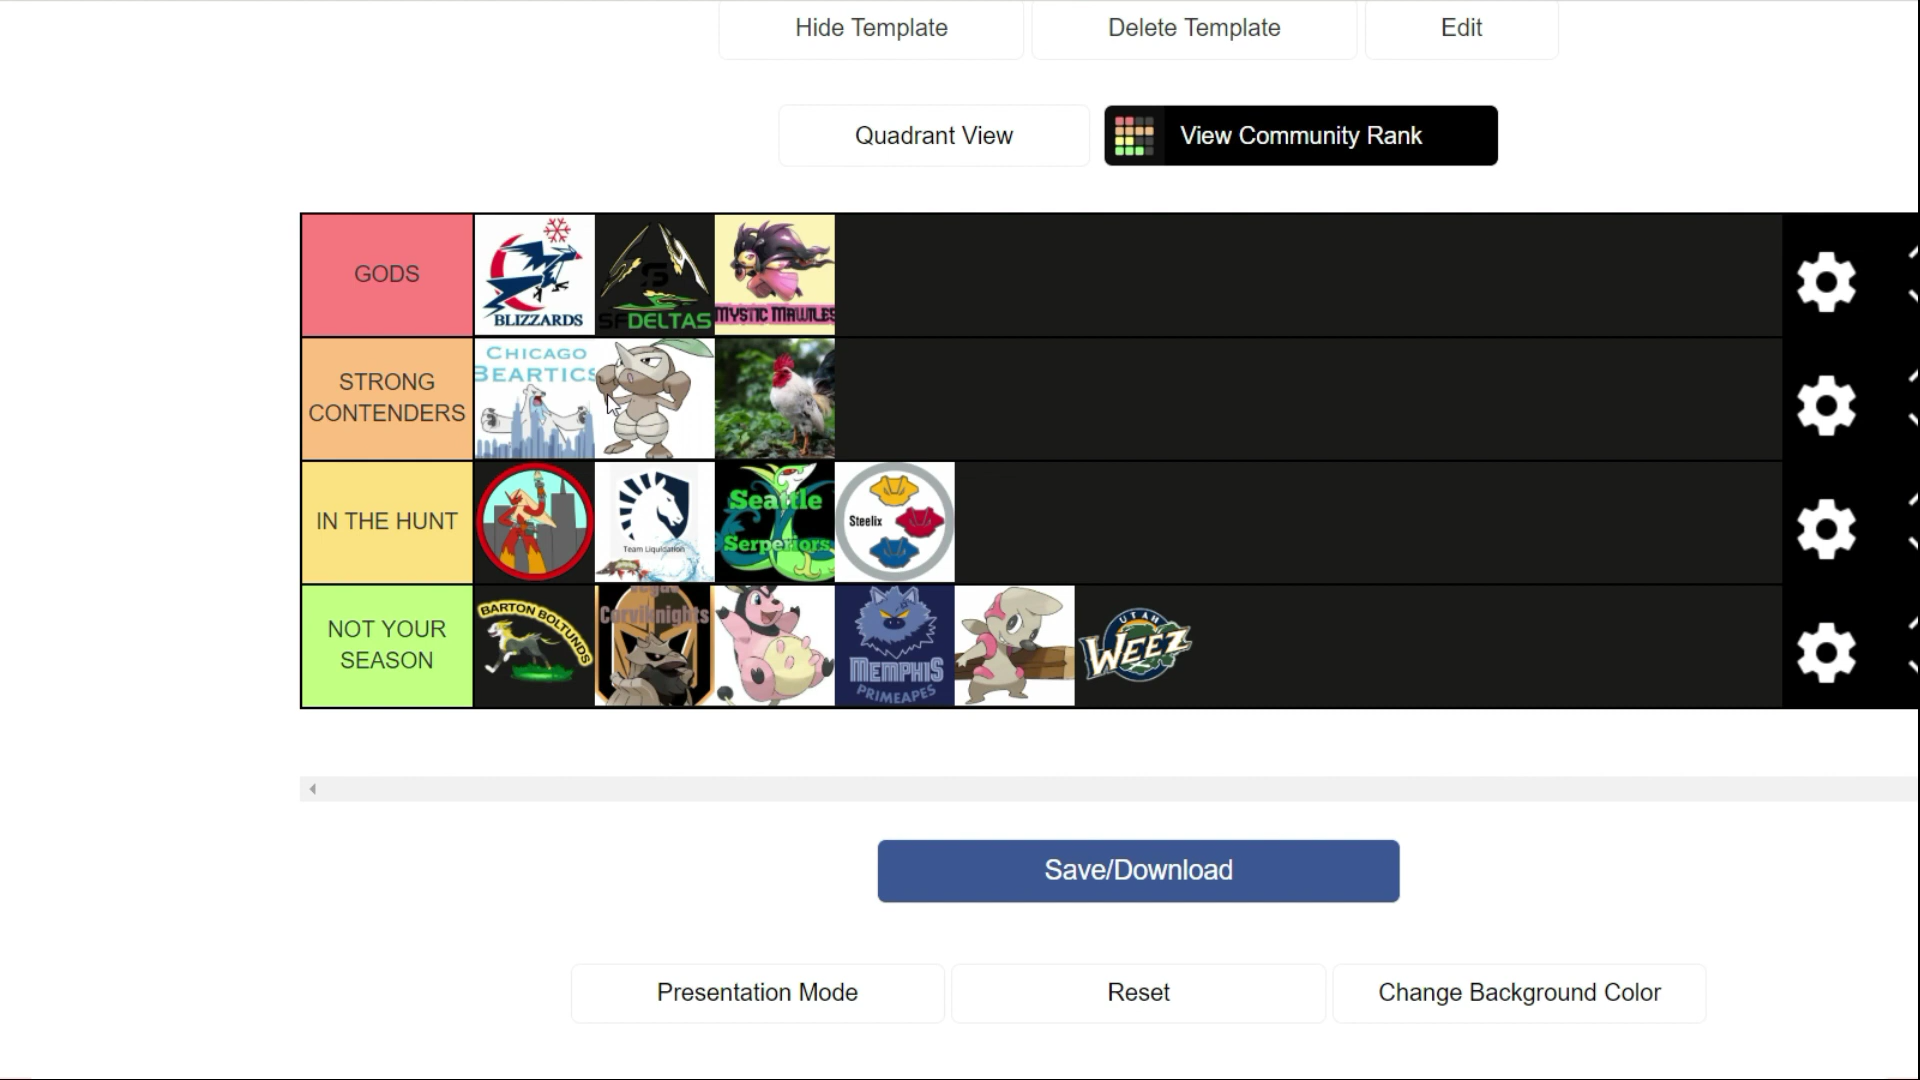 Hide Template
Delete Template
Edit
Quadrant View
View Community Rank
GODS
BLIZZARDS
SF DELTAS
MYSTIC MAWILES
STRONG
CONTENDERS
CHICAGO
BEARTICS
IN THE HUNT
Team Liquidation
Seattle
Serperiors
Steelix
NOT YOUR
SEASON
BARTON BOLTUNDS
Corviknights
MEMPHIS
PRIMEAPES
UTAH
WEEZ
Save/Download
Presentation Mode
Reset
Change Background Color